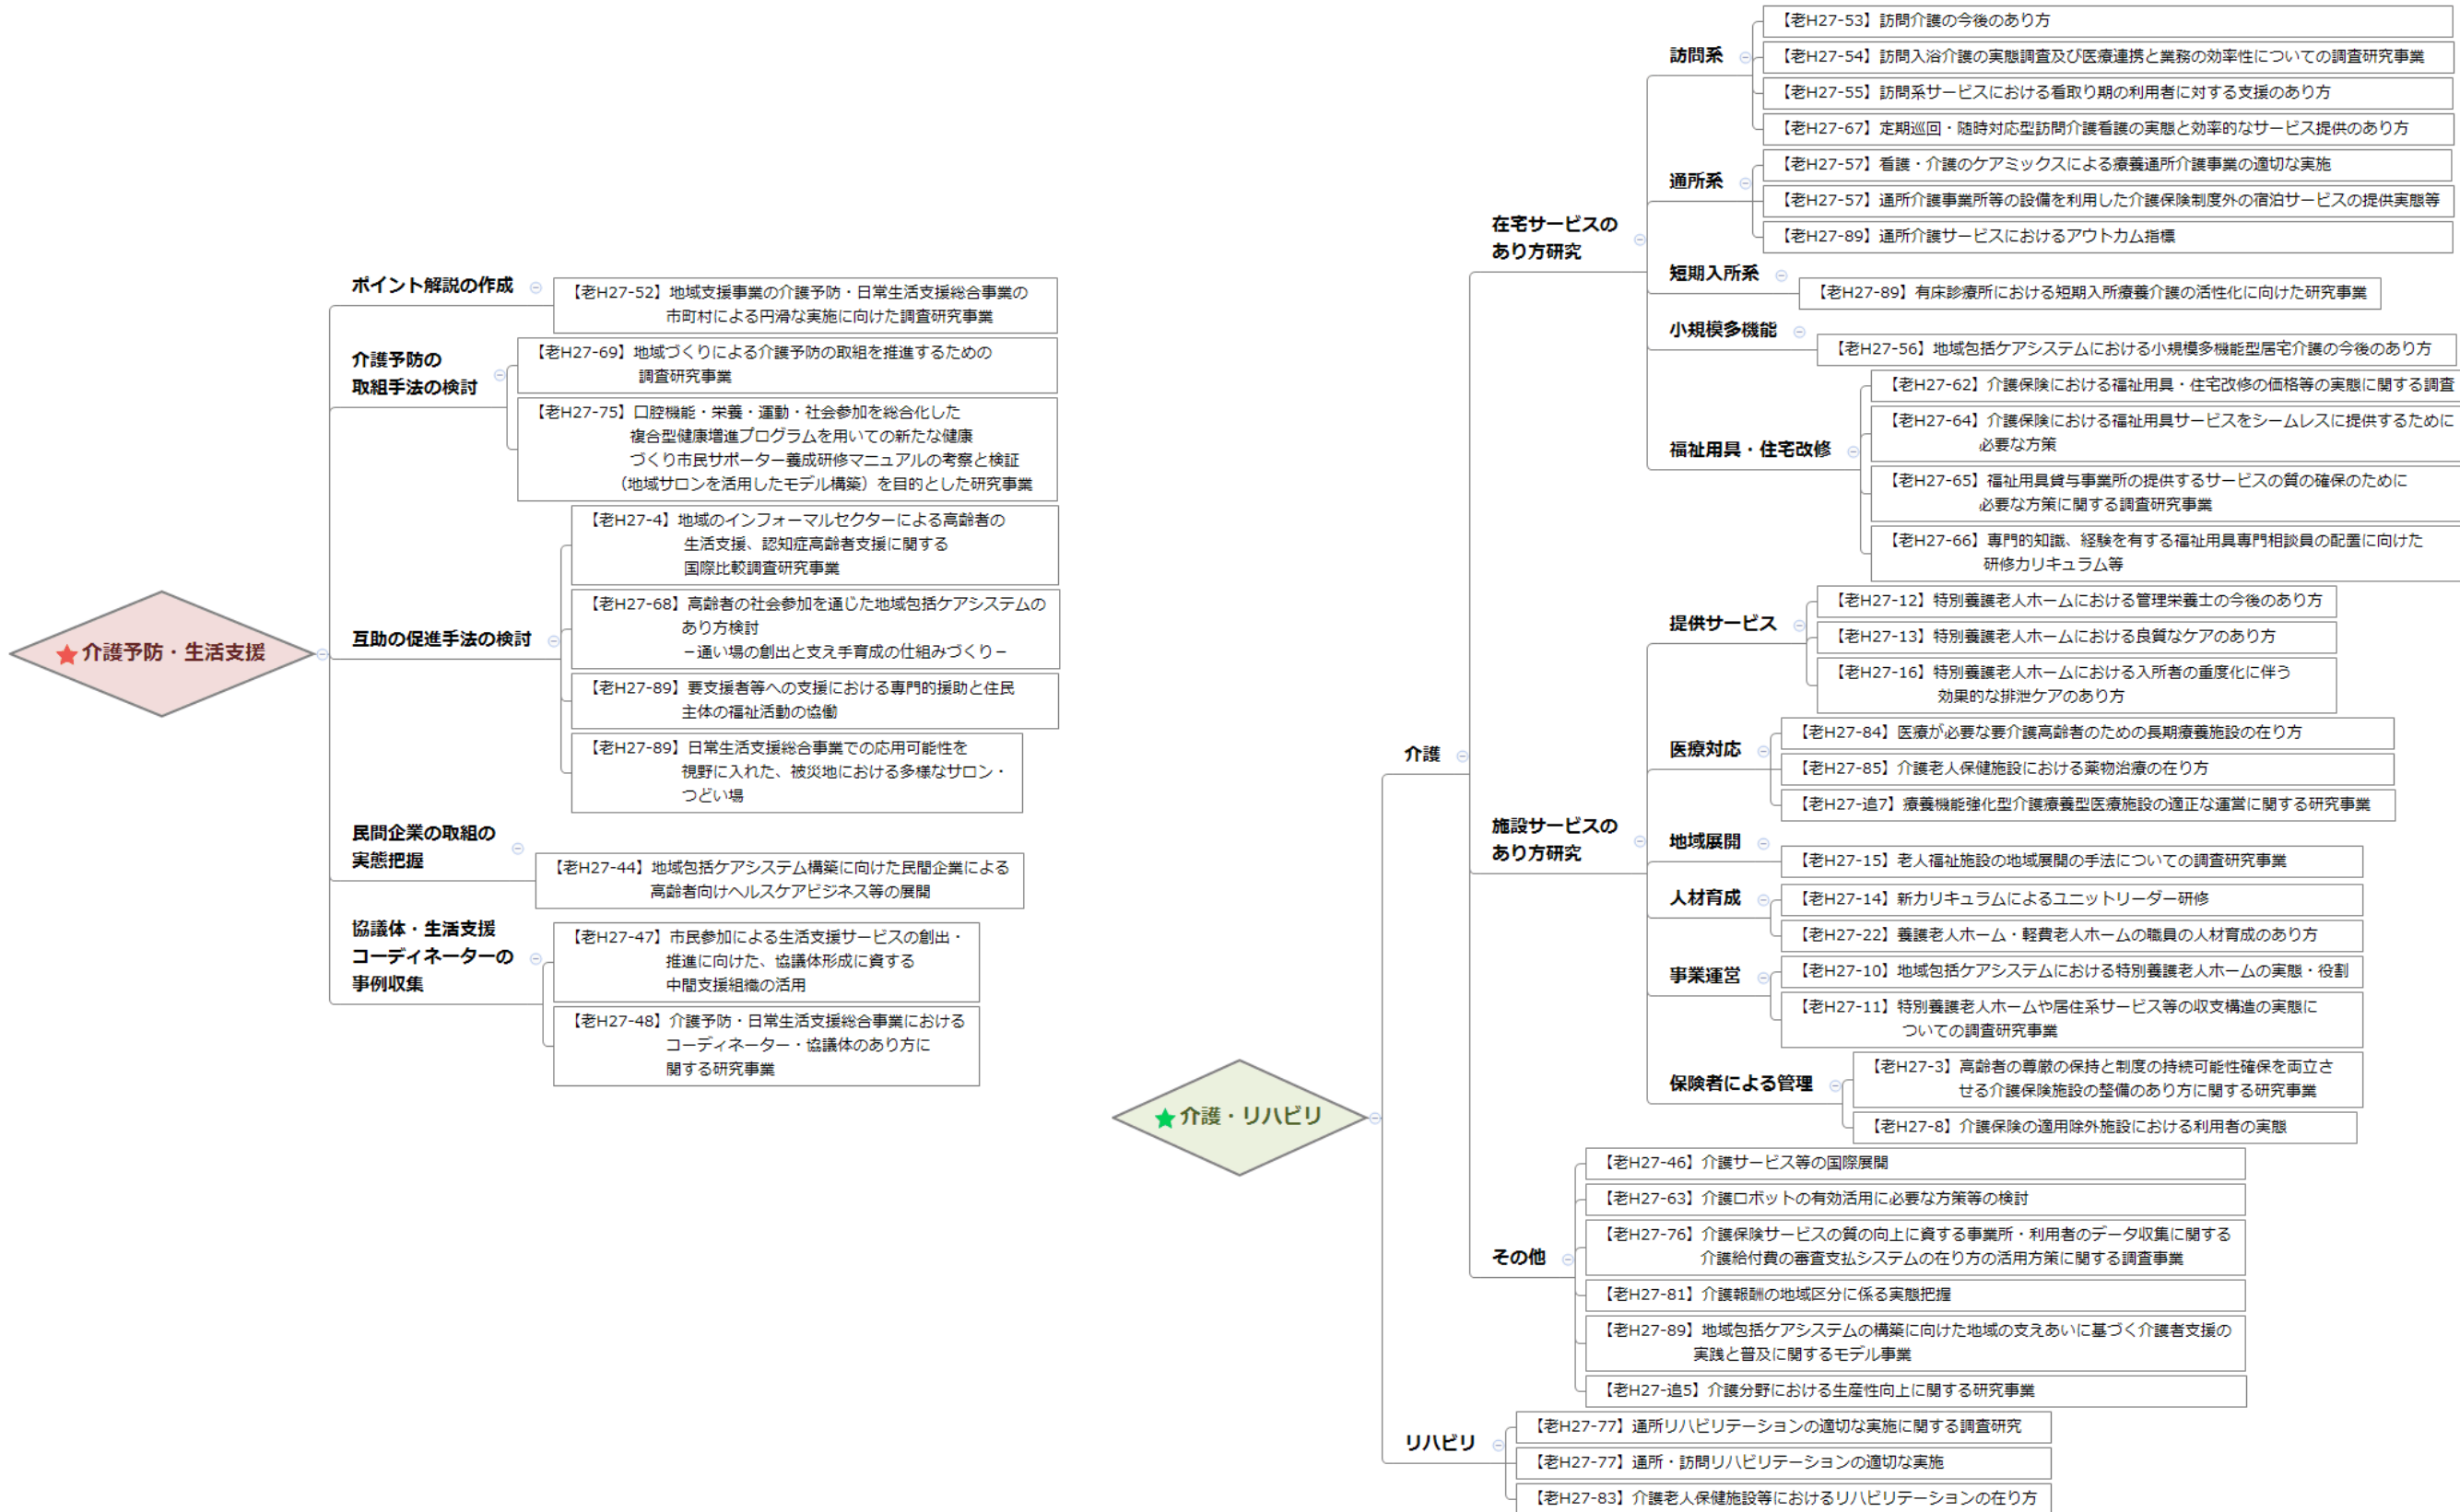 介護予防・生活支援
ポイント解説の作成
【老H27-52】地域支援事業の介護予防・日常生活支援総合事業の
市町村による円滑な実施に向けた調査研究事業
介護予防の
取組手法の検討
【老H27-69】地域づくりによる介護予防の取組を推進するための
調査研究事業
【老H27-75】口腔機能・栄養・運動・社会参加を総合化した
複合型健康増進プログラムを用いての新たな健康
づくり市民サポーター養成研修マニュアルの考察と検証
（地域サロンを活用したモデル構築）を目的とした研究事業
互助の促進手法の検討
【老H27-4】地域のインフォーマルセクターによる高齢者の
生活支援、認知症高齢者支援に関する
国際比較調査研究事業
【老H27-68】高齢者の社会参加を通じた地域包括ケアシステムの
あり方検討
－通い場の創出と支え手育成の仕組みづくり－
【老H27-89】要支援者等への支援における専門的援助と住民
主体の福祉活動の協働
【老H27-89】日常生活支援総合事業での応用可能性を
視野に入れた、被災地における多様なサロン・
つどい場
民間企業の取組の
実態把握
【老H27-44】地域包括ケアシステム構築に向けた民間企業による
高齢者向けヘルスケアビジネス等の展開
協議体・生活支援
コーディネーターの
事例収集
【老H27-47】市民参加による生活支援サービスの創出・
推進に向けた、協議体形成に資する
中間支援組織の活用
【老H27-48】介護予防・日常生活支援総合事業における
コーディネーター・協議体のあり方に
関する研究事業
介護・リハビリ
介護
在宅サービスの
あり方研究
訪問系
【老H27-53】訪問介護の今後のあり方
【老H27-54】訪問入浴介護の実態調査及び医療連携と業務の効率性についての調査研究事業
【老H27-55】訪問系サービスにおける看取り期の利用者に対する支援のあり方
【老H27-67】定期巡回・随時対応型訪問介護看護の実態と効率的なサービス提供のあり方
通所系
【老H27-57】看護・介護のケアミックスによる療養通所介護事業の適切な実施
【老H27-57】通所介護事業所等の設備を利用した介護保険制度外の宿泊サービスの提供実態等
【老H27-89】通所介護サービスにおけるアウトカム指標
短期入所系
【老H27-89】有床診療所における短期入所療養介護の活性化に向けた研究事業
小規模多機能
【老H27-56】地域包括ケアシステムにおける小規模多機能型居宅介護の今後のあり方
福祉用具・住宅改修
【老H27-62】介護保険における福祉用具・住宅改修の価格等の実態に関する調査
【老H27-64】介護保険における福祉用具サービスをシームレスに提供するために
必要な方策
【老H27-65】福祉用具貸与事業所の提供するサービスの質の確保のために
必要な方策に関する調査研究事業
【老H27-66】専門的知識、経験を有する福祉用具専門相談員の配置に向けた
研修カリキュラム等
施設サービスの
あり方研究
提供サービス
【老H27-12】特別養護老人ホームにおける管理栄養士の今後のあり方
【老H27-13】特別養護老人ホームにおける良質なケアのあり方
【老H27-16】特別養護老人ホームにおける入所者の重度化に伴う
効果的な排泄ケアのあり方
医療対応
【老H27-84】医療が必要な要介護高齢者のための長期療養施設の在り方
【老H27-85】介護老人保健施設における薬物治療の在り方
【老H27-追7】療養機能強化型介護療養型医療施設の適正な運営に関する研究事業
地域展開
【老H27-15】老人福祉施設の地域展開の手法についての調査研究事業
人材育成
【老H27-14】新カリキュラムによるユニットリーダー研修
【老H27-22】養護老人ホーム・軽費老人ホームの職員の人材育成のあり方
事業運営
【老H27-10】地域包括ケアシステムにおける特別養護老人ホームの実態・役割
【老H27-11】特別養護老人ホームや居住系サービス等の収支構造の実態に
ついての調査研究事業
保険者による管理
【老H27-3】高齢者の尊厳の保持と制度の持続可能性確保を両立さ
せる介護保険施設の整備のあり方に関する研究事業
【老H27-8】介護保険の適用除外施設における利用者の実態
その他
【老H27-46】介護サービス等の国際展開
【老H27-63】介護ロボットの有効活用に必要な方策等の検討
【老H27-76】介護保険サービスの質の向上に資する事業所・利用者のデータ収集に関する
介護給付費の審査支払システムの在り方の活用方策に関する調査事業
【老H27-81】介護報酬の地域区分に係る実態把握
【老H27-89】地域包括ケアシステムの構築に向けた地域の支えあいに基づく介護者支援の
実践と普及に関するモデル事業
【老H27-追5】介護分野における生産性向上に関する研究事業
リハビリ
【老H27-77】通所リハビリテーションの適切な実施に関する調査研究
【老H27-77】通所・訪問リハビリテーションの適切な実施
【老H27-83】介護老人保健施設等におけるリハビリテーションの在り方